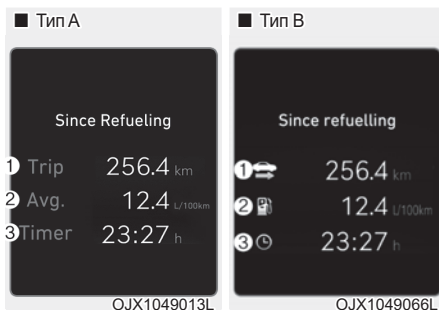 ■ Тип A
Since Refueling
1 Trip 256.4 km
2 Avg. 12.4 L/100km
3 Timer 23:27 h
OJX1049013L
■ Тип B
Since refuelling
1 256.4 km
2 12.4 L/100km
3 23:27 h
OJX1049066L